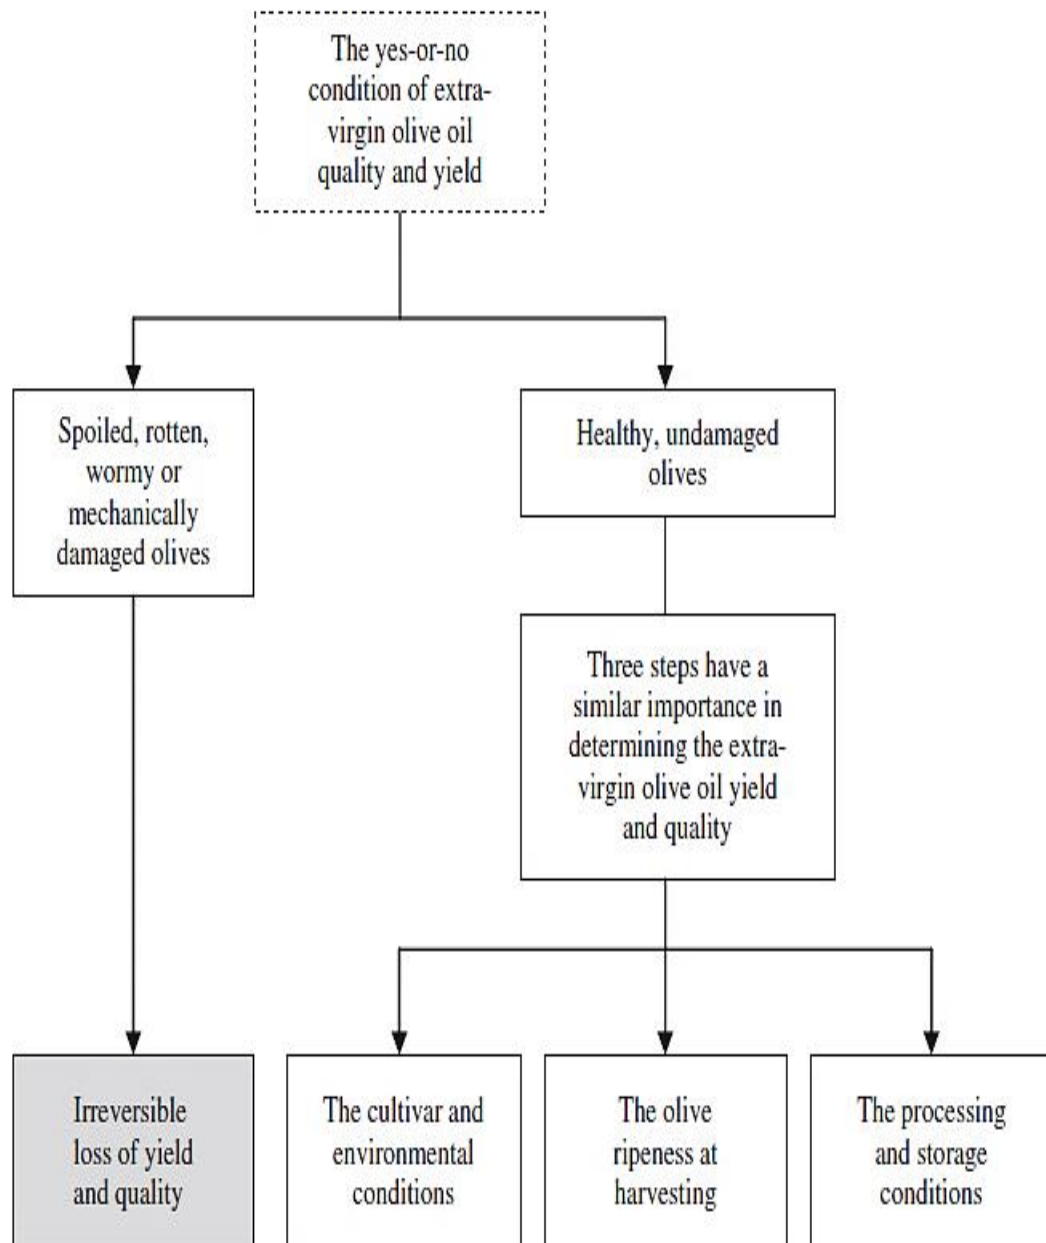 The yes-or-no
condition of extra-
virgin olive oil
quality and yield
Spoiled, rotten,
wormy or
mechanically
damaged olives
Healthy, undamaged
olives
Three steps have a
similar importance in
determining the extra-
virgin olive oil yield
and quality
Irreversible
loss of yield
and quality
The cultivar and
environmental
conditions
The olive
ripeness at
harvesting
The processing
and storage
conditions